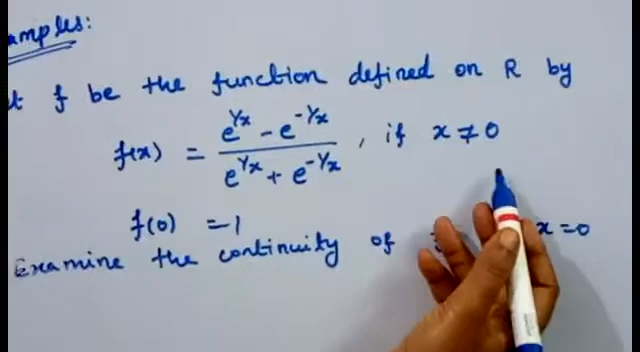 amples:
t f be the function defined on R by
f(x) = e^{1/x} - e^{-1/x} / e^{1/x} + e^{-1/x} , if x ≠ 0
f(0) = 1
Examine the continuity of x = 0